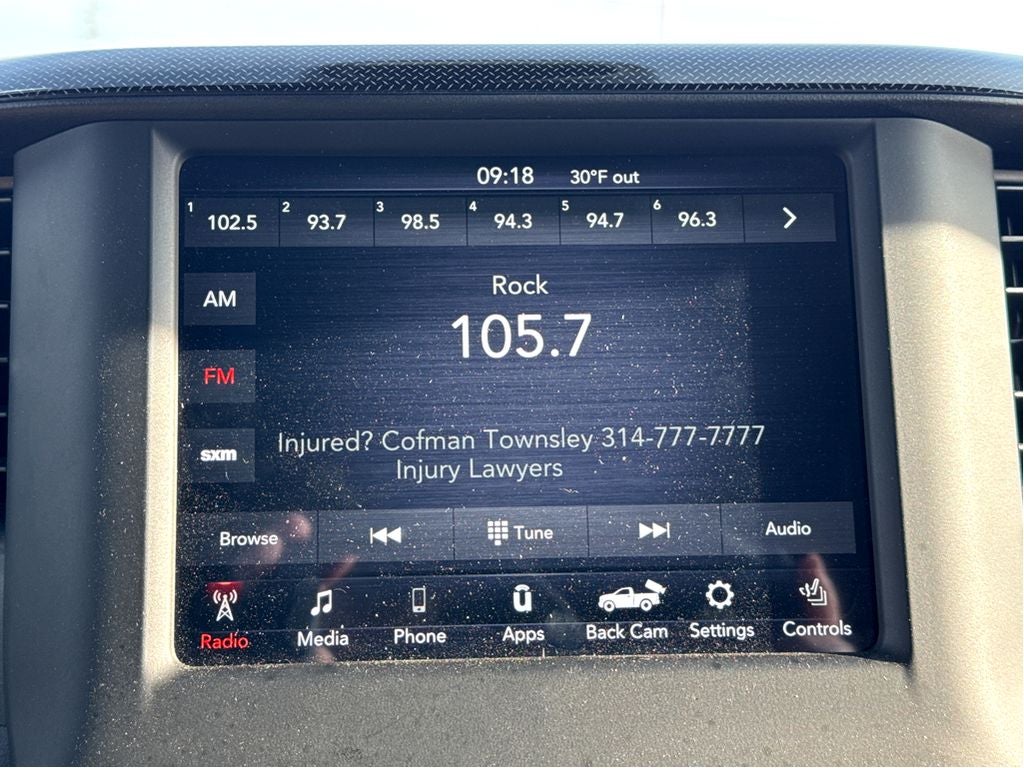 09:18 30°F out
1 102.5 2 93.7 3 98.5 4 94.3 5 94.7 6 96.3
Rock
AM
105.7
FM
Injured? Cofman Townsley 314-777-7777
sxm
Injury Lawyers
Browse Tune Audio
Radio Media Phone Apps Back Cam Settings Controls